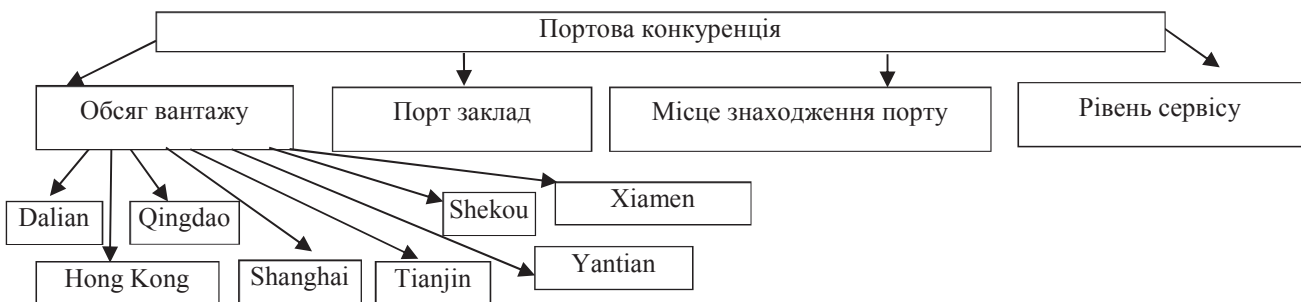 Портова конкуренція
Обсяг вантажу
Порт заклад
Місце знаходження порту
Рівень сервісу
Dalian
Qingdao
Shekou
Xiamen
Hong Kong
Shanghai
Tianjin
Yantian